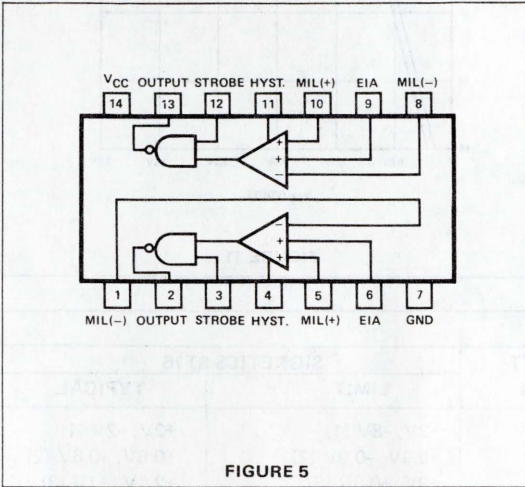 VCC OUTPUT STROBE HYST. MIL(+) EIA MIL(−)
14 13 12 11 10 9 8
+
+
−
−
+
+
1 2 3 4 5 6 7
MIL(−) OUTPUT STROBE HYST. MIL(+) EIA GND
FIGURE 5